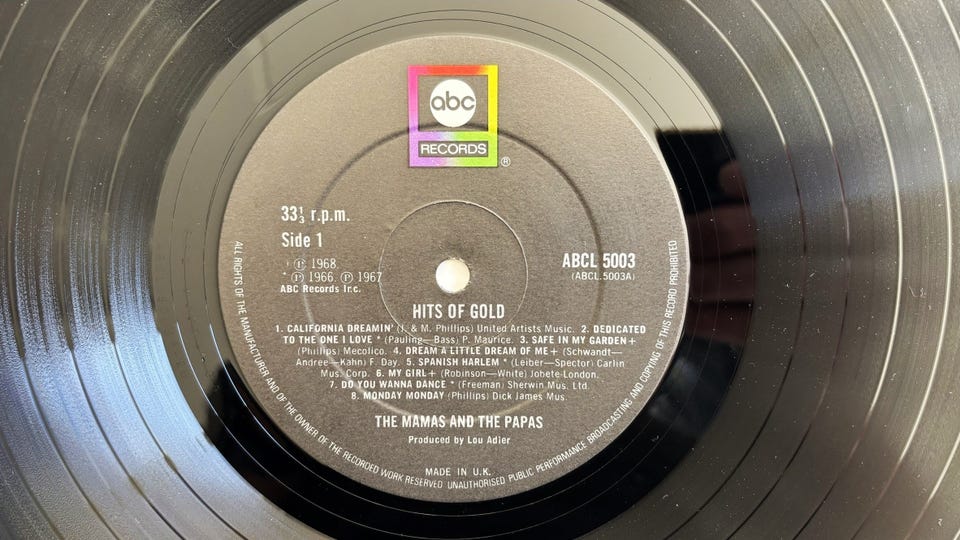 abc
RECORDS
®
33⅓ r.p.m.
Side 1
Ⓟ 1968
* Ⓟ 1966. Ⓟ 1967
ABC Records Inc.
ABCL 5003
(ABCL.5003A)
HITS OF GOLD
1. CALIFORNIA DREAMIN' (J. & M. Phillips) United Artists Music. 2. DEDICATED
TO THE ONE I LOVE * (Pauling—Bass) P. Maurice. 3. SAFE IN MY GARDEN+
(Phillips) Mecolico. 4. DREAM A LITTLE DREAM OF ME+ (Schwandt—
Andree—Kahn) F. Day. 5. SPANISH HARLEM * (Leiber—Spector) Carlin
Mus. Corp. 6. MY GIRL+ (Robinson—White) Jobete-London.
7. DO YOU WANNA DANCE * (Freeman) Sherwin Mus. Ltd.
8. MONDAY MONDAY (Phillips) Dick James Mus.
THE MAMAS AND THE PAPAS
Produced by Lou Adler
MADE IN U.K.
ALL RIGHTS OF THE MANUFACTURER AND OF THE OWNER OF THE RECORDED WORK RESERVED UNAUTHORISED PUBLIC PERFORMANCE BROADCASTING AND COPYING OF THIS RECORD PROHIBITED